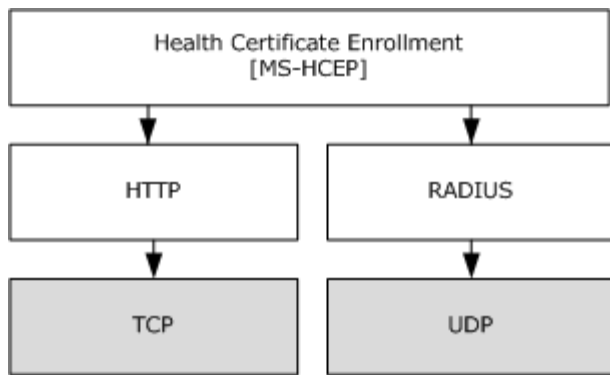 Health Certificate Enrollment
[MS-HCEP]
HTTP
RADIUS
TCP
UDP